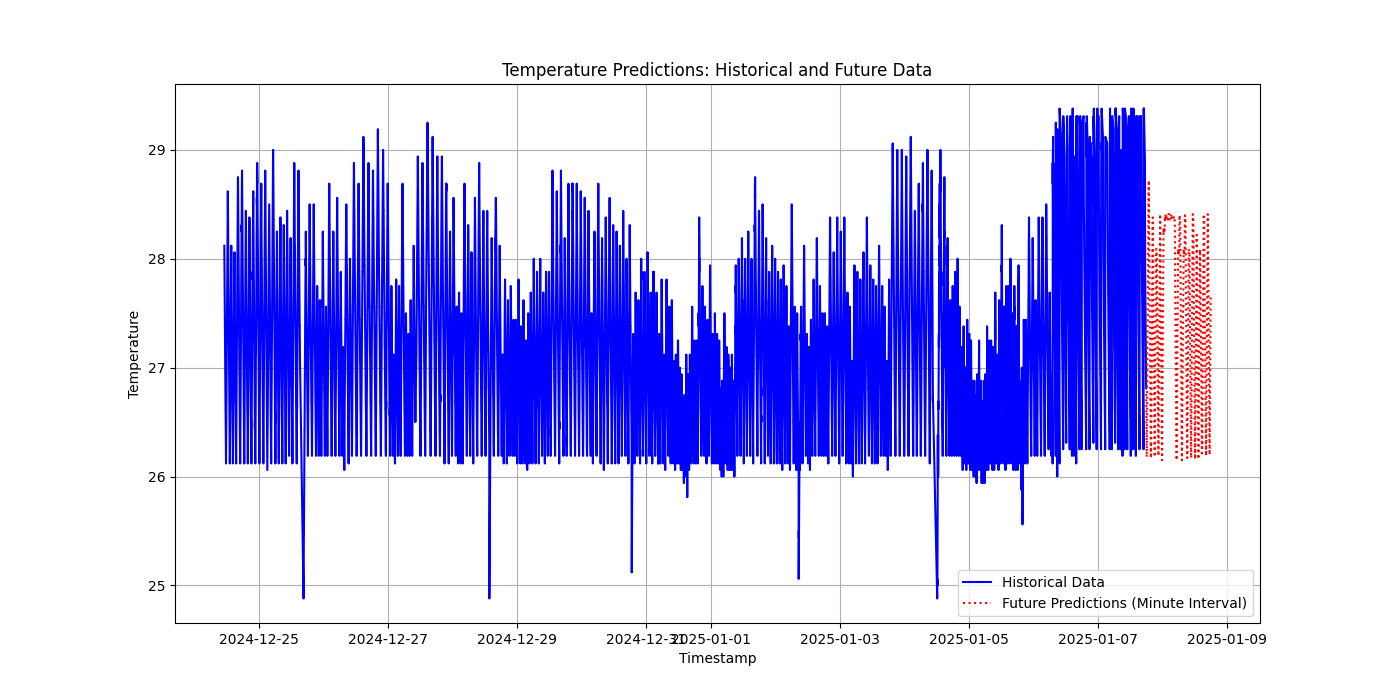 Temperature Predictions: Historical and Future Data
Temperature
29
28
27
26
25
Historical Data
Future Predictions (Minute Interval)
2024-12-25 2024-12-27 2024-12-29 2024-12-31 2025-01-01 2025-01-03 2025-01-05 2025-01-07 2025-01-09
Timestamp